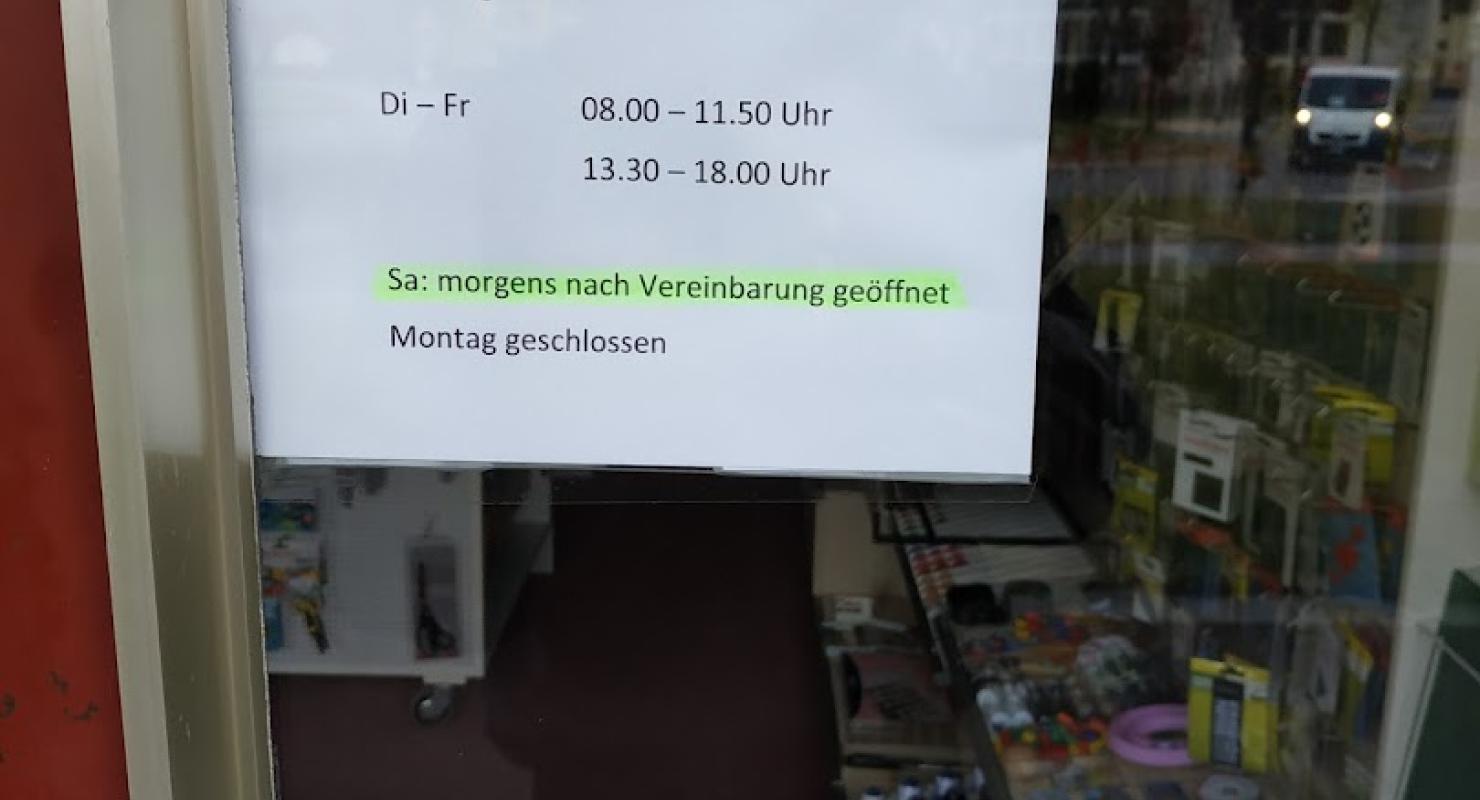 Di – Fr 08.00 – 11.50 Uhr
13.30 – 18.00 Uhr
Sa: morgens nach Vereinbarung geöffnet
Montag geschlossen